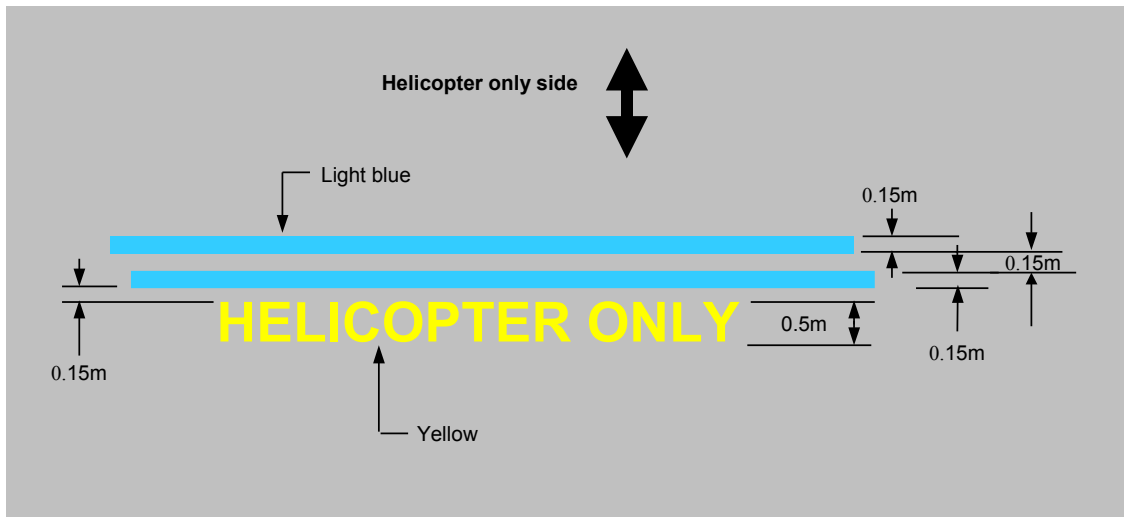 Helicopter only side
Light blue
0.15m
0.15m
HELICOPTER ONLY
0.5m
0.15m
0.15m
Yellow